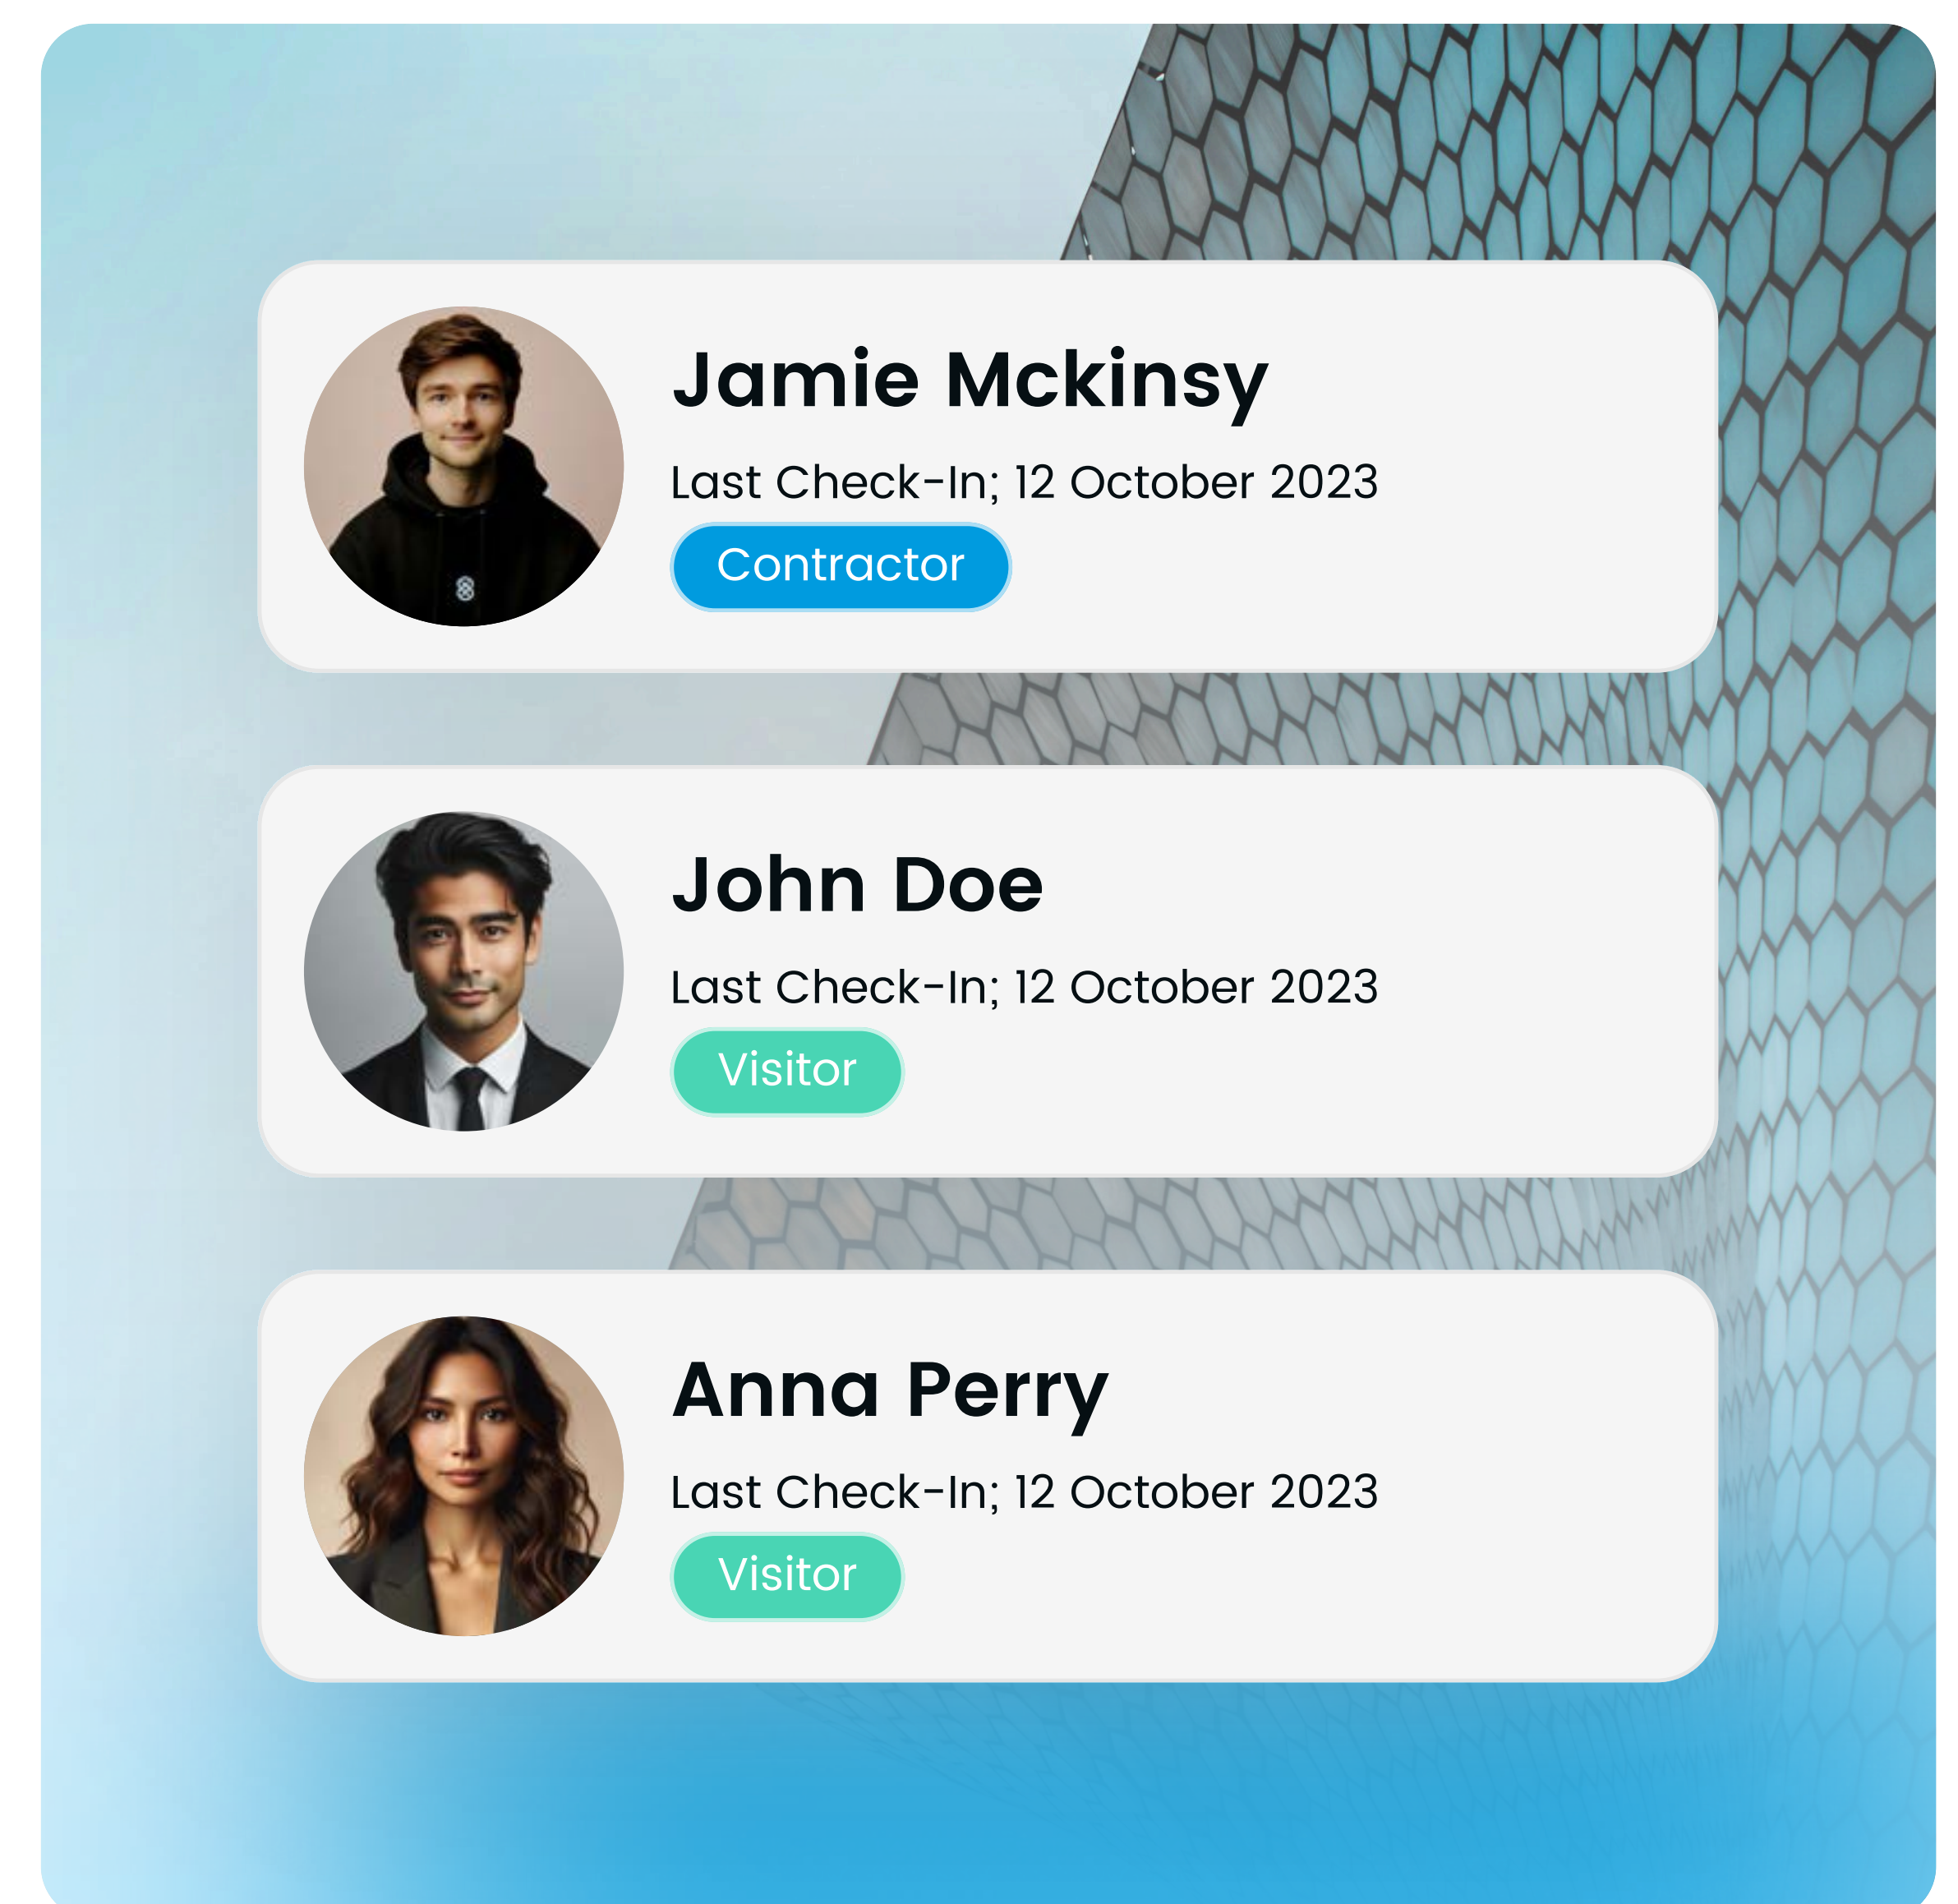 Jamie Mckinsy
Last Check-In; 12 October 2023
Contractor
John Doe
Last Check-In; 12 October 2023
Visitor
Anna Perry
Last Check-In; 12 October 2023
Visitor